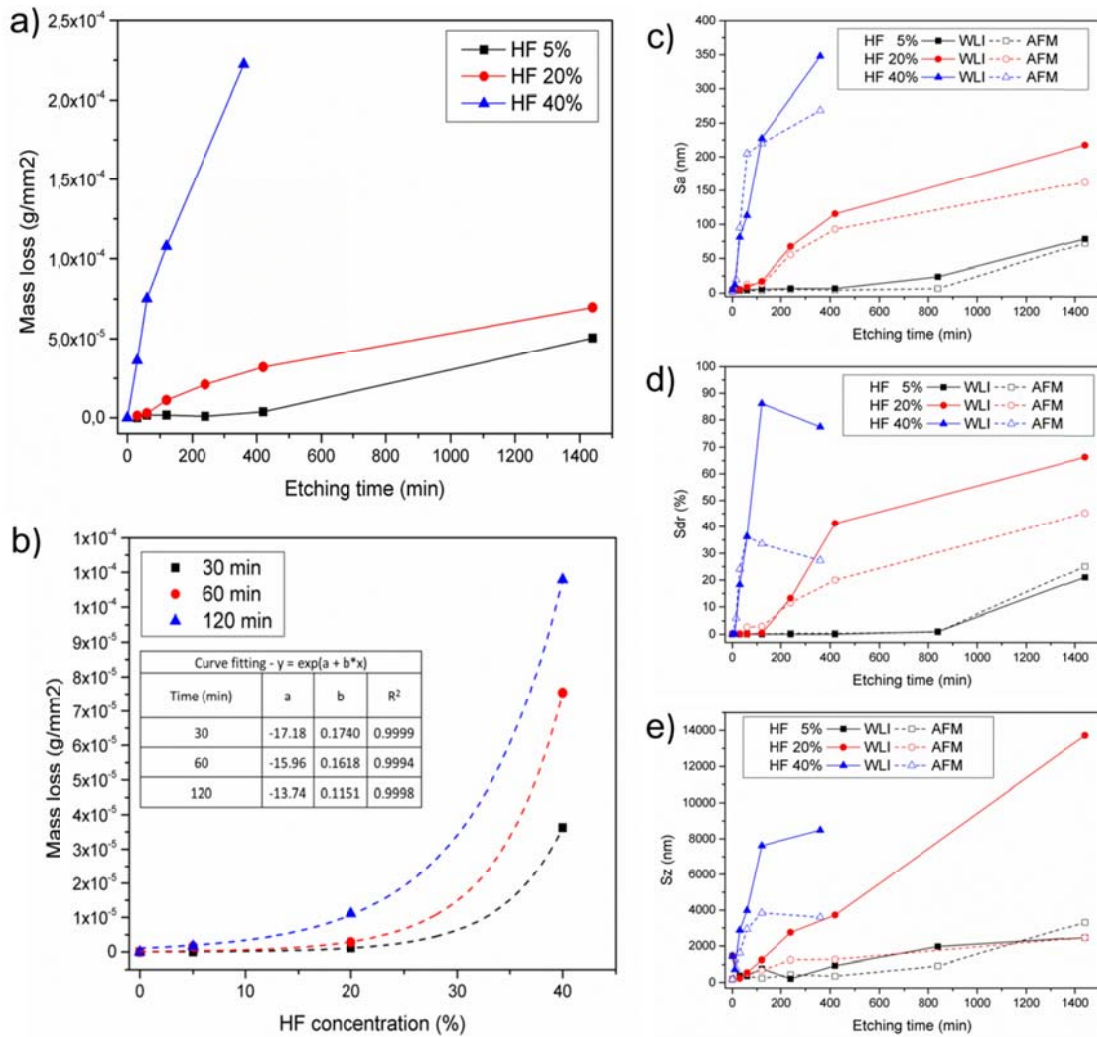 a)
2,5x10⁻⁴
2,0x10⁻⁴
1,5x10⁻⁴
1,0x10⁻⁴
5,0x10⁻⁵
0,0
Mass loss (g/mm2)
HF 5%
HF 20%
HF 40%
0 200 400 600 800 1000 1200 1400
Etching time (min)
b)
1x10⁻⁴
1x10⁻⁴
9x10⁻⁵
7x10⁻⁵
6x10⁻⁵
5x10⁻⁵
4x10⁻⁵
3x10⁻⁵
1x10⁻⁵
0
Mass loss (g/mm2)
30 min
60 min
120 min
Curve fitting - y = exp(a + b*x)
Time (min) a b R²
30 -17.18 0.1740 0.9999
60 -15.96 0.1618 0.9994
120 -13.74 0.1151 0.9998
0 10 20 30 40
HF concentration (%)
c)
400
350
300
250
200
150
100
50
0
Sa (nm)
HF 5% WLI AFM
HF 20% WLI AFM
HF 40% WLI AFM
0 200 400 600 800 1000 1200 1400
Etching time (min)
d)
100
90
80
70
60
50
40
30
20
10
0
Sdr (%)
HF 5% WLI AFM
HF 20% WLI AFM
HF 40% WLI AFM
0 200 400 600 800 1000 1200 1400
Etching time (min)
e)
14000
12000
10000
8000
6000
4000
2000
0
Sz (nm)
HF 5% WLI AFM
HF 20% WLI AFM
HF 40% WLI AFM
0 200 400 600 800 1000 1200 1400
Etching time (min)